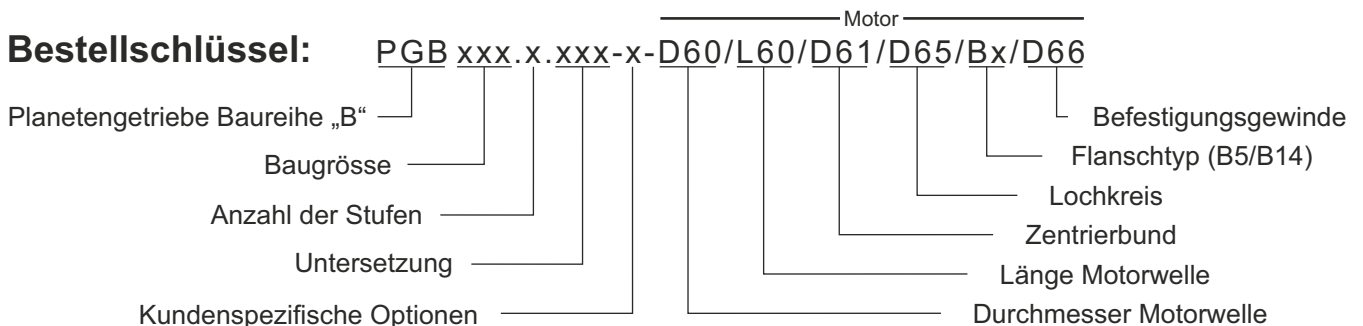 Motor
Bestellschlüssel: PGB xxx.x.xxx-x-D60/L60/D61/D65/Bx/D66
Planetengetriebe Baureihe „B“
Befestigungsgewinde
Baugrösse
Flanschtyp (B5/B14)
Lochkreis
Anzahl der Stufen
Zentrierbund
Untersetzung
Länge Motorwelle
Kundenspezifische Optionen
Durchmesser Motorwelle